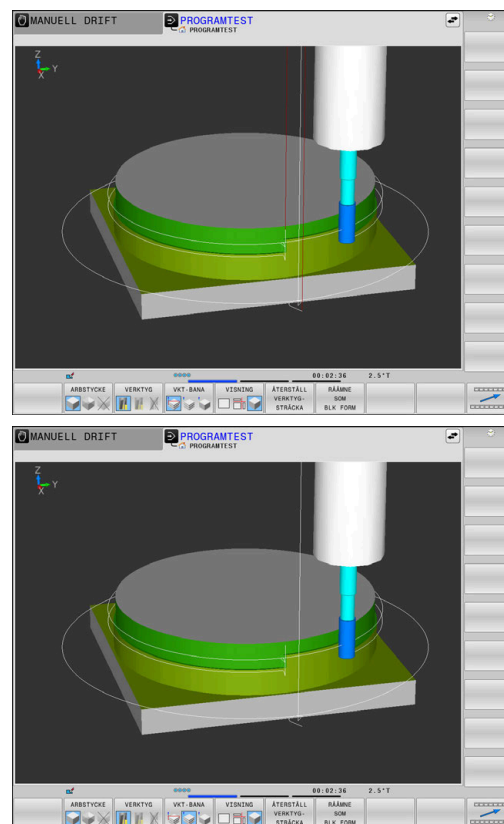 MANUELL DRIFT
PROGRAMTEST
PROGRAMTEST
Z
Y
X
00:02:36 2.5*T
ARBSTYCKE VERKTYG VKT-BANA VISNING ÅTERSTÄLL VERKTYG- STRÄCKA RÄÄMNE SOM BLK FORM
MANUELL DRIFT
PROGRAMTEST
PROGRAMTEST
Z
Y
X
00:02:36 2.5*T
ARBSTYCKE VERKTYG VKT-BANA VISNING ÅTERSTÄLL VERKTYG- STRÄCKA RÄÄMNE SOM BLK FORM